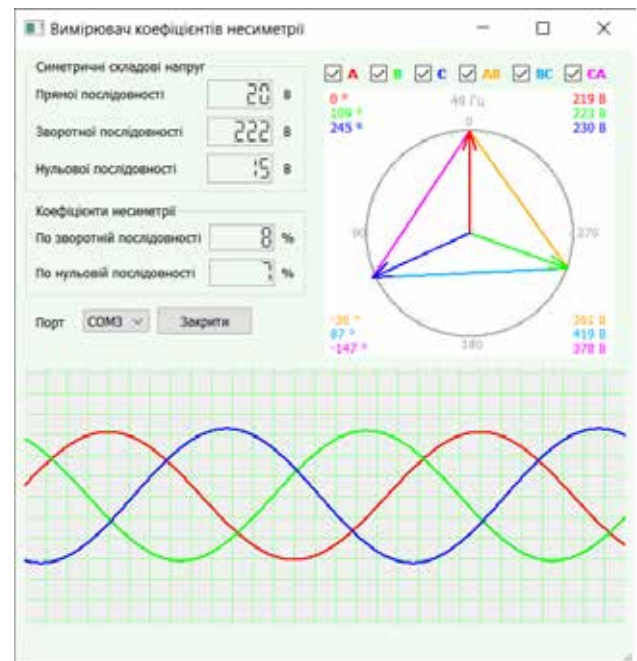 Вимірювач коефіцієнтів несиметрії
Симетричні складові напруг
Прямої послідовності 20 В
Зворотної послідовності 222 В
Нульової послідовності 15 В
Коефіцієнти несиметрії
По зворотній послідовності 8 %
По нульовій послідовності 7 %
Порт COM3 Закрити
A B C AB BC CA
0 ° 49 Гц 219 В
109 ° 223 В
245 ° 230 В
0
90 270
180
-30 ° 361 В
87 ° 419 В
-147 ° 378 В